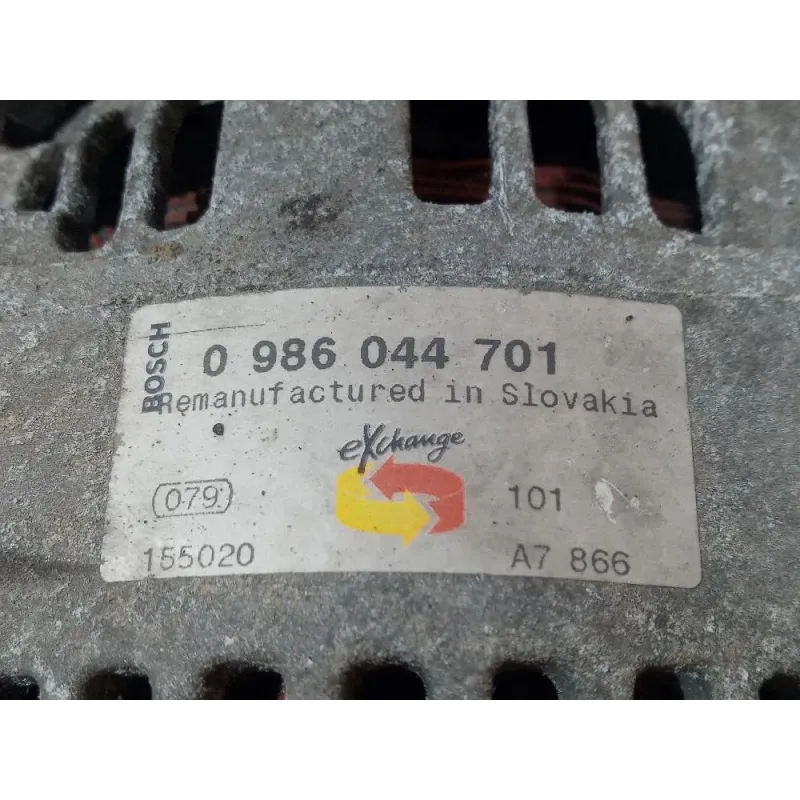 BOSCH
0 986 044 701
Remanufactured in Slovakia
eXchange
079
101
155020
A7 866